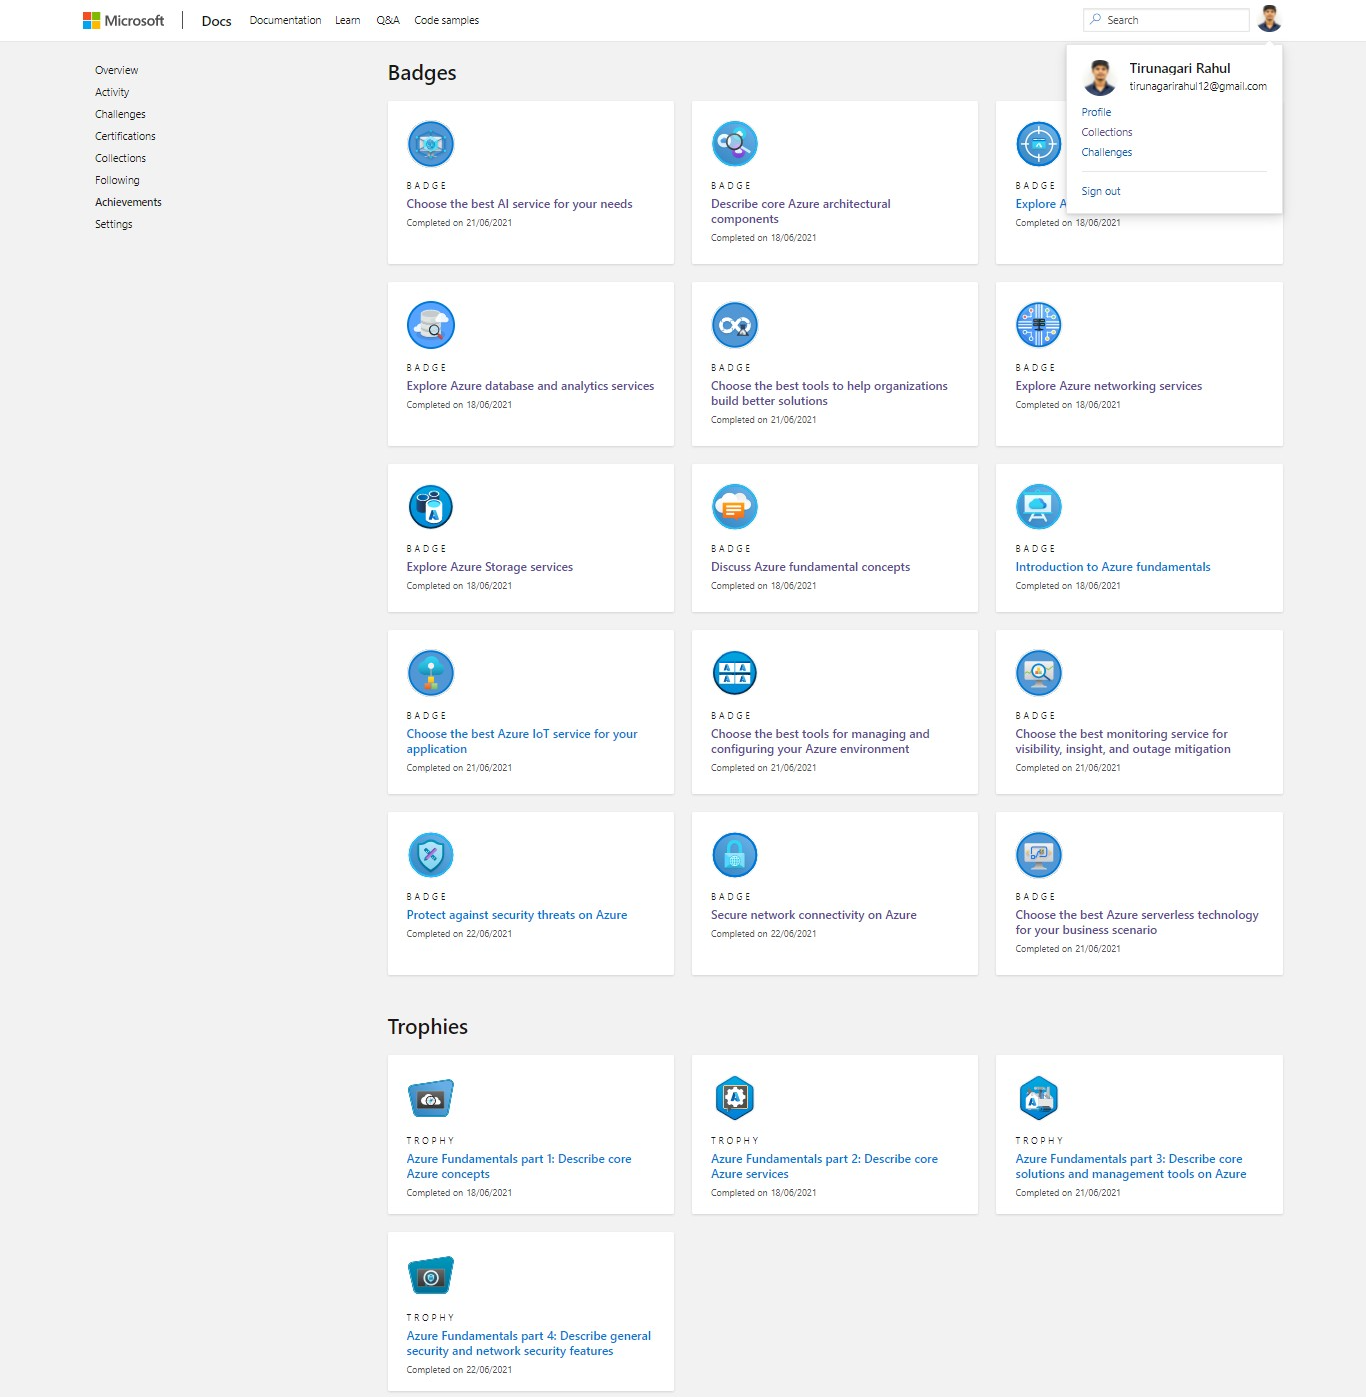 Microsoft
Docs
Documentation
Learn
Q&A
Code samples
Search
Tirunagari Rahul
tirunagarirahul12@gmail.com
Profile
Collections
Challenges
Sign out
Overview
Activity
Challenges
Certifications
Collections
Following
Achievements
Settings
Badges
BADGE
Choose the best AI service for your needs
Completed on 21/06/2021
BADGE
Describe core Azure architectural
components
Completed on 18/06/2021
BADGE
Explore A
Completed on 18/06/2021
BADGE
Explore Azure database and analytics services
Completed on 18/06/2021
BADGE
Choose the best tools to help organizations
build better solutions
Completed on 21/06/2021
BADGE
Explore Azure networking services
Completed on 18/06/2021
BADGE
Explore Azure Storage services
Completed on 18/06/2021
BADGE
Discuss Azure fundamental concepts
Completed on 18/06/2021
BADGE
Introduction to Azure fundamentals
Completed on 18/06/2021
BADGE
Choose the best Azure IoT service for your
application
Completed on 21/06/2021
BADGE
Choose the best tools for managing and
configuring your Azure environment
Completed on 21/06/2021
BADGE
Choose the best monitoring service for
visibility, insight, and outage mitigation
Completed on 21/06/2021
BADGE
Protect against security threats on Azure
Completed on 22/06/2021
BADGE
Secure network connectivity on Azure
Completed on 22/06/2021
BADGE
Choose the best Azure serverless technology
for your business scenario
Completed on 21/06/2021
Trophies
TROPHY
Azure Fundamentals part 1: Describe core
Azure concepts
Completed on 18/06/2021
TROPHY
Azure Fundamentals part 2: Describe core
Azure services
Completed on 18/06/2021
TROPHY
Azure Fundamentals part 3: Describe core
solutions and management tools on Azure
Completed on 21/06/2021
TROPHY
Azure Fundamentals part 4: Describe general
security and network security features
Completed on 22/06/2021